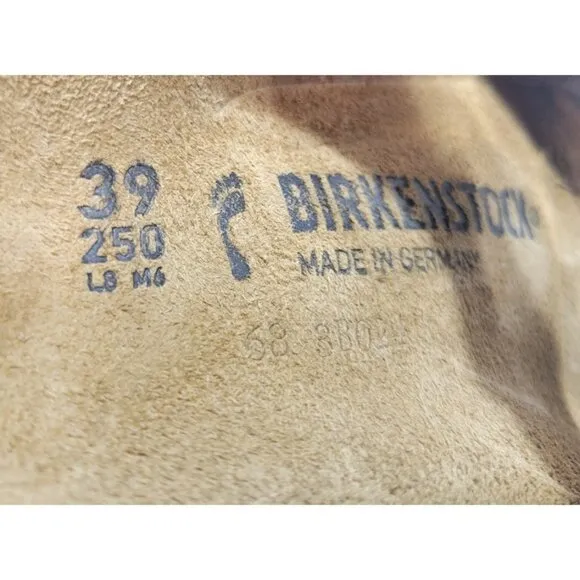 39
250
L8 M6
BIRKENSTOCK
MADE IN GERMANY